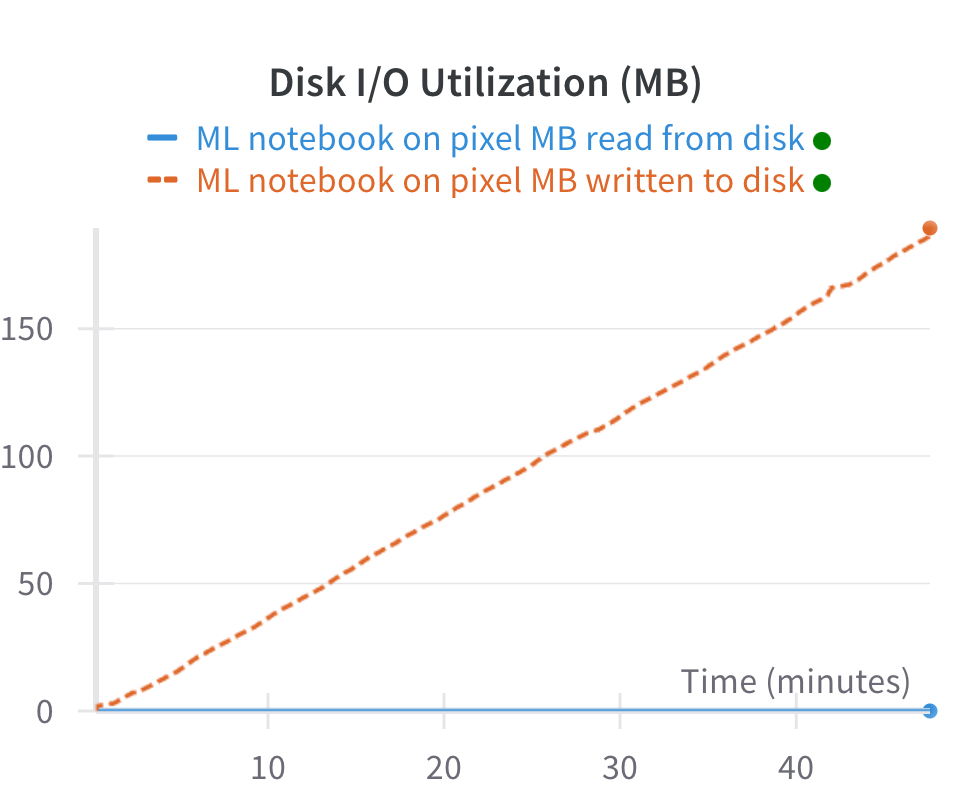 Disk I/O Utilization (MB)
ML notebook on pixel MB read from disk
ML notebook on pixel MB written to disk
150
100
50
0
Time (minutes)
10 20 30 40